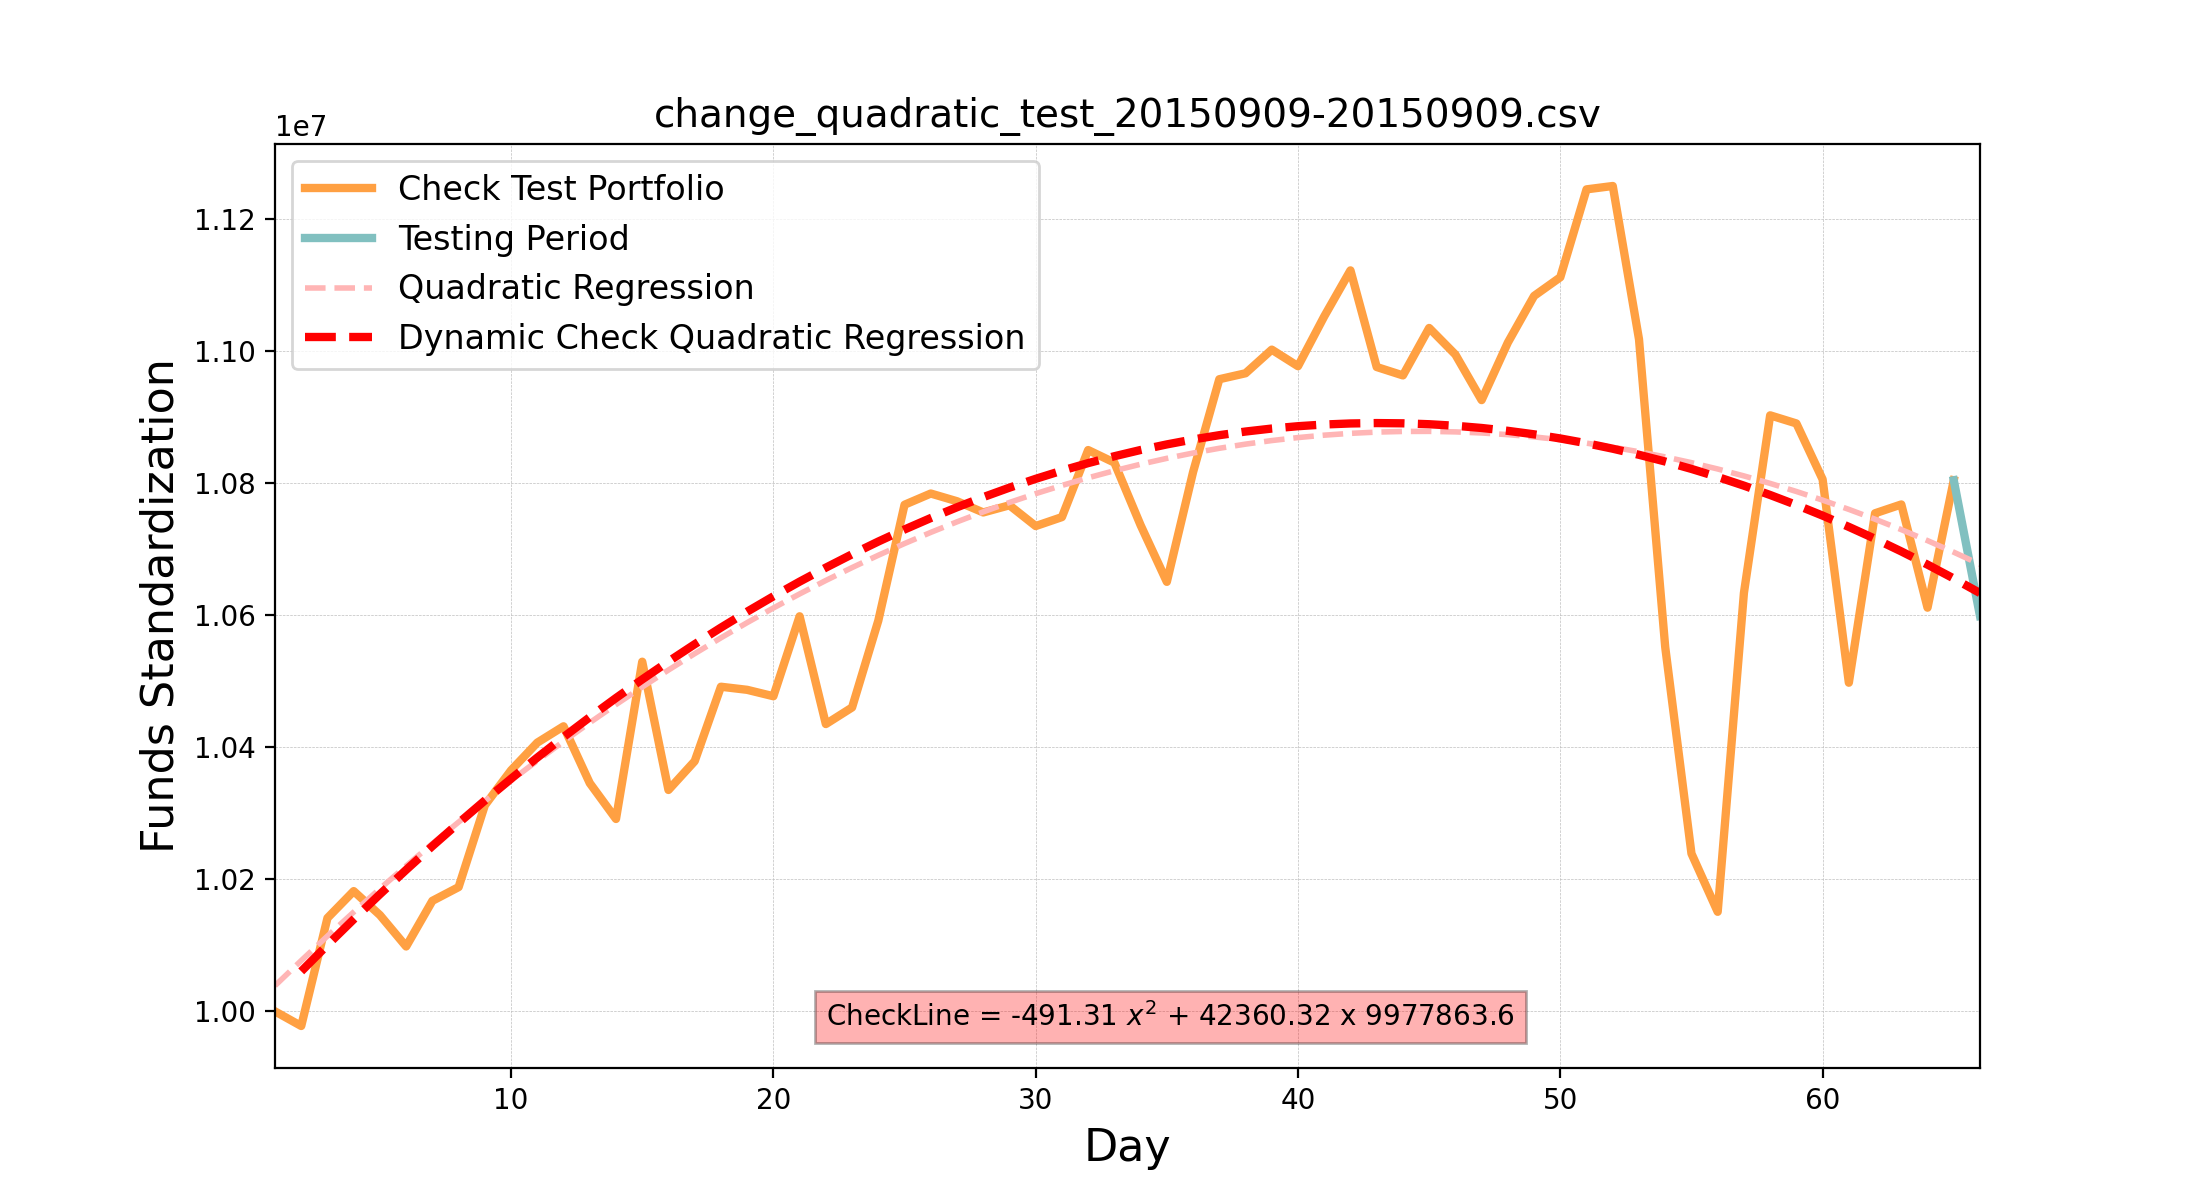 change_quadratic_test_20150909-20150909.csv
1e7
Check Test Portfolio
Testing Period
Quadratic Regression
Dynamic Check Quadratic Regression
1.12
1.10
1.08
1.06
1.04
1.02
1.00
Funds Standardization
CheckLine = -491.31 x² + 42360.32 x 9977863.6
10 20 30 40 50 60
Day